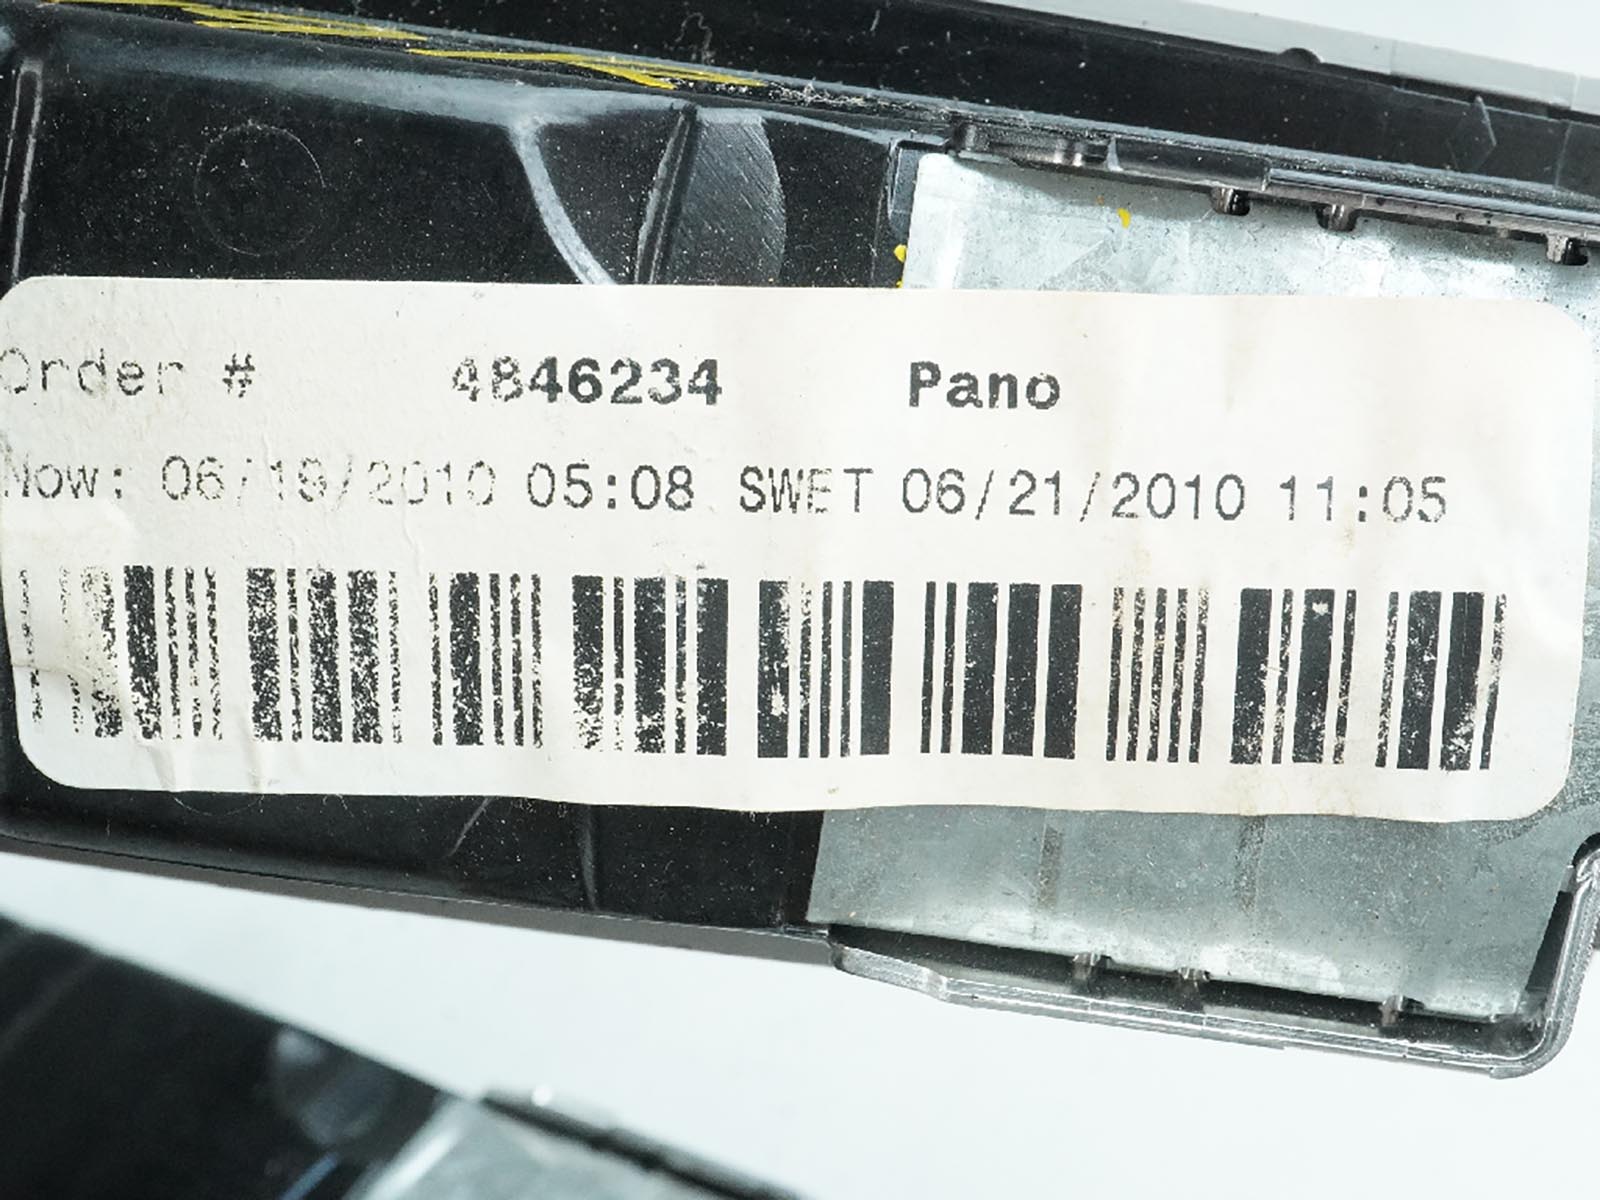 Order # 4846234 Pano
Now: 06/19/2010 05:08 SWET 06/21/2010 11:05